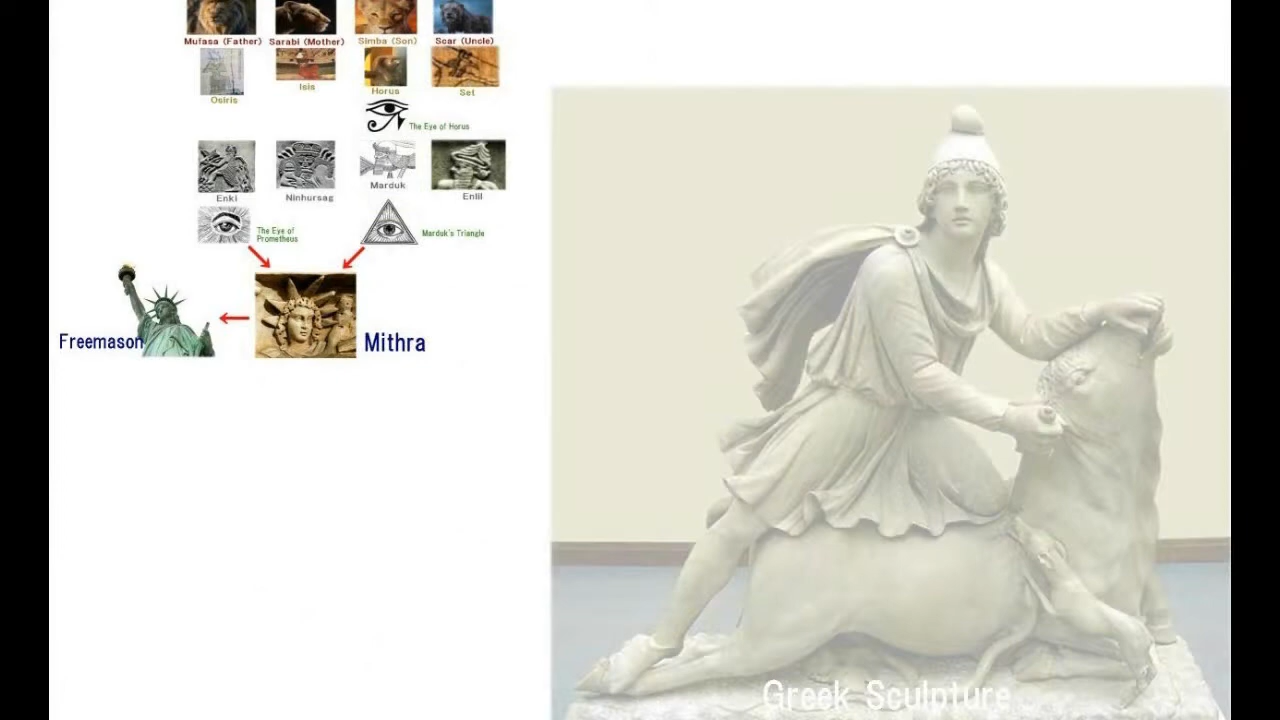 Mufasa (Father) Sarabi (Mother) Simba (Son) Scar (Uncle)
Osiris Isis Horus Set
The Eye of Horus
Enki Ninhursag Marduk Enlil
The Eye of
Prometheus
Marduk's Triangle
Freemason
Mithra
Greek Sculpture